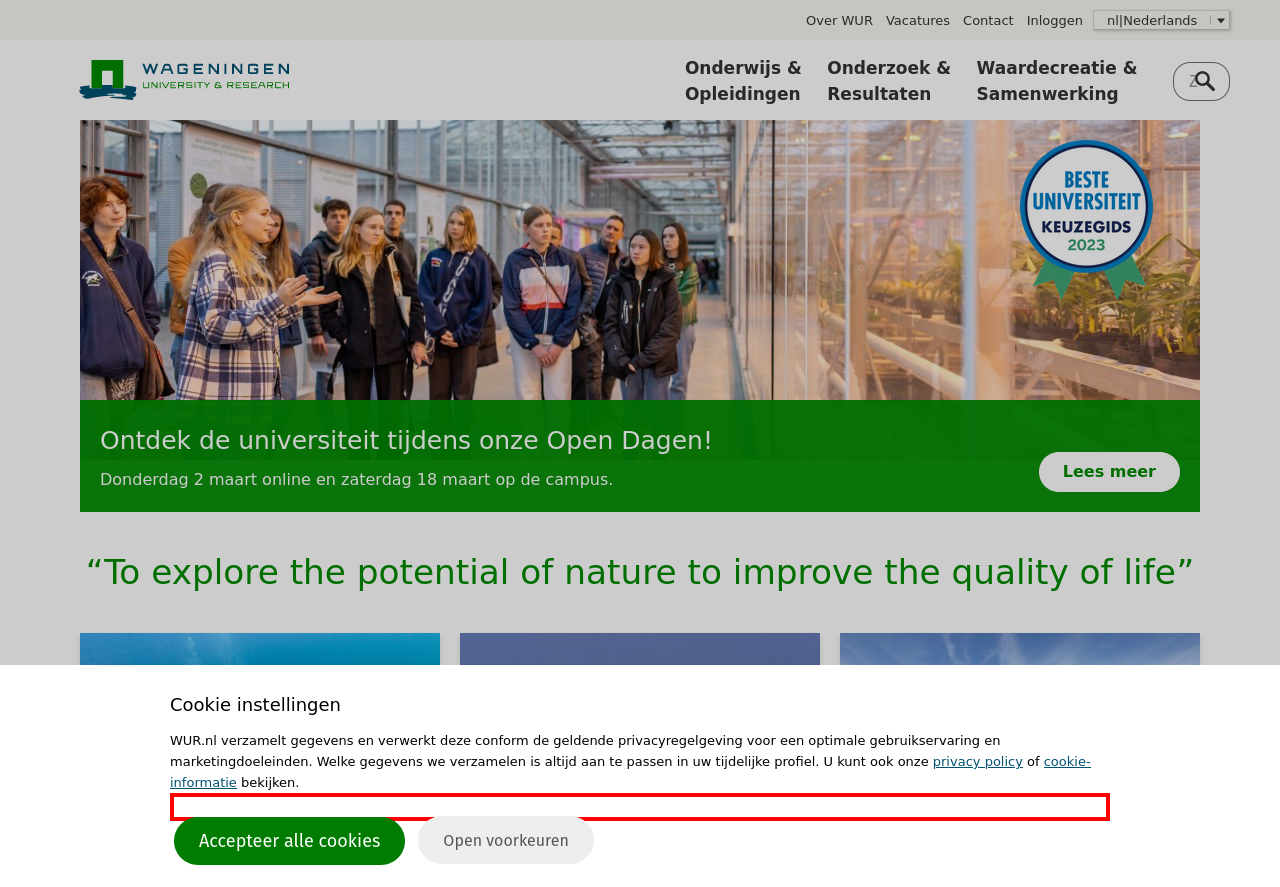 Over WUR Vacatures Contact Inloggen nl|Nederlands
WAGENINGEN
UNIVERSITY & RESEARCH
Onderwijs &
Opleidingen
Onderzoek &
Resultaten
Waardecreatie &
Samenwerking
BESTE
UNIVERSITEIT
KEUZEGIDS
2023
Ontdek de universiteit tijdens onze Open Dagen!
Donderdag 2 maart online en zaterdag 18 maart op de campus.
Lees meer
“To explore the potential of nature to improve the quality of life”
Cookie instellingen
WUR.nl verzamelt gegevens en verwerkt deze conform de geldende privacyregelgeving voor een optimale gebruikservaring en
marketingdoeleinden. Welke gegevens we verzamelen is altijd aan te passen in uw tijdelijke profiel. U kunt ook onze privacy policy of cookie-
informatie bekijken.
Accepteer alle cookies
Open voorkeuren